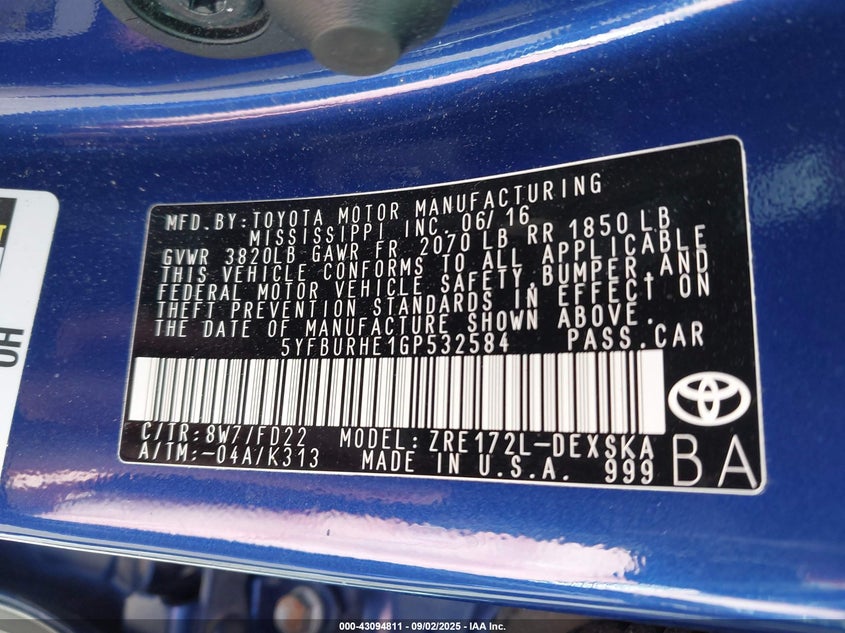 MFD.BY:TOYOTA MOTOR MANUFACTURING
MISSISSIPPI INC. 06/16
GVWR 3820LB GAWR FR 2070 LB RR 1850 LB
THIS VEHICLE CONFORMS TO ALL APPLICABLE
FEDERAL MOTOR VEHICLE SAFETY,BUMPER,AND
THEFT PREVENTION STANDARDS IN EFFECT ON
THE DATE OF MANUFACTURE SHOWN ABOVE.
5YFBURHE1GP532584 PASS.CAR
C/TR:8W7/FD22 MODEL:ZRE172L-DEXSKA
A/TM:-04A/K313 MADE IN U.S.A. 999
BA
HO
000-43094811 - 09/02/2025 - IAA Inc.